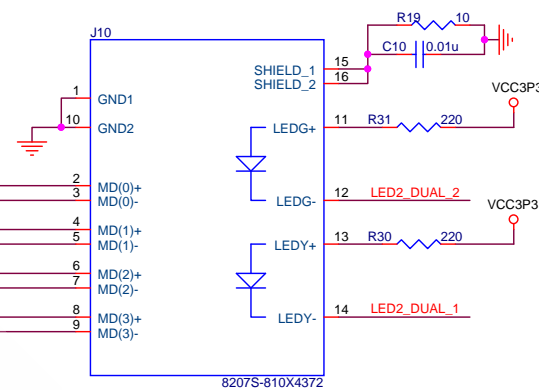 J10
R19 10
C10 0.01u
15 SHIELD_1
16 SHIELD_2
1 GND1
10 GND2
VCC3P3
11 LEDG+ R31 220
2 MD(0)+
3 MD(0)-
12 LEDG- LED2_DUAL_2
VCC3P3
4 MD(1)+
5 MD(1)-
13 LEDY+ R30 220
6 MD(2)+
7 MD(2)-
8 MD(3)+
9 MD(3)-
14 LEDY- LED2_DUAL_1
8207S-810X4372